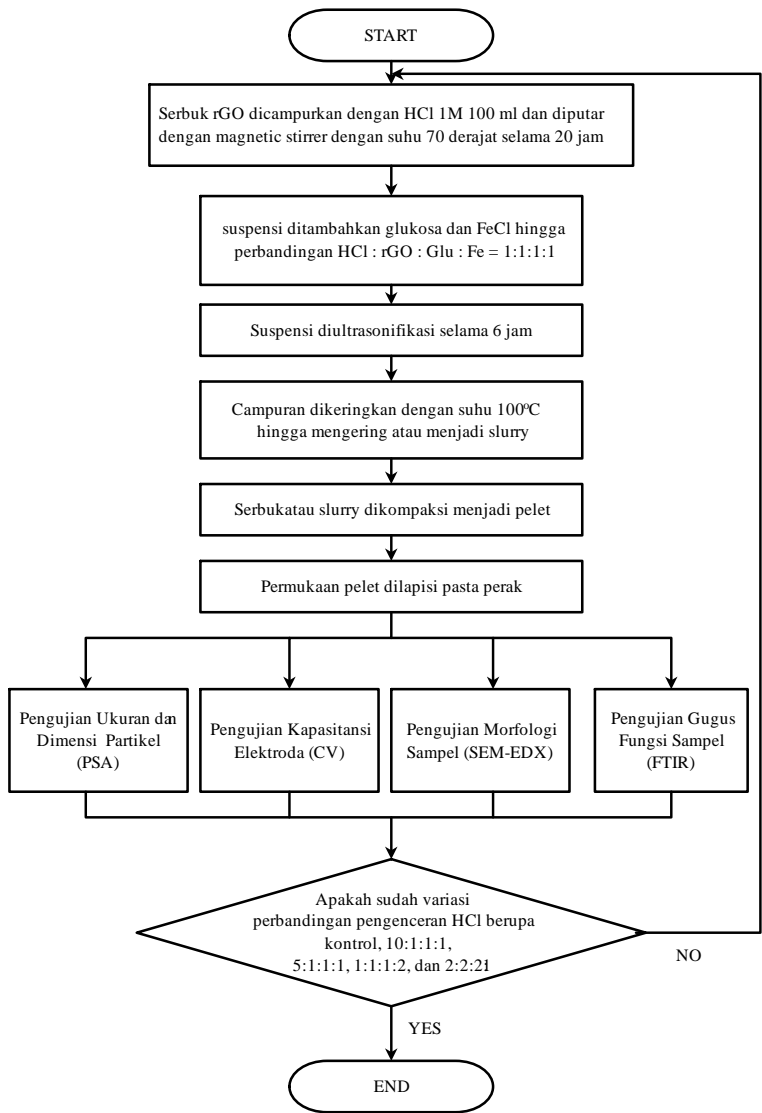 START
Serbuk rGO dicampurkan dengan HCl 1M 100 ml dan diputar
dengan magnetic stirrer dengan suhu 70 derajat selama 20 jam
suspensi ditambahkan glukosa dan FeCl hingga
perbandingan HCl : rGO : Glu : Fe = 1:1:1:1
Suspensi diultrasonifikasi selama 6 jam
Campuran dikeringkan dengan suhu 100ºC
hingga mengering atau menjadi slurry
Serbukatau slurry dikompaksi menjadi pelet
Permukaan pelet dilapisi pasta perak
Pengujian Ukuran dan
Dimensi Partikel
(PSA)
Pengujian Kapasitansi
Elektroda (CV)
Pengujian Morfologi
Sampel (SEM-EDX)
Pengujian Gugus
Fungsi Sampel
(FTIR)
Apakah sudah variasi
perbandingan pengenceran HCl berupa
kontrol, 10:1:1:1,
5:1:1:1, 1:1:1:2, dan 2:2:2:1
NO
YES
END